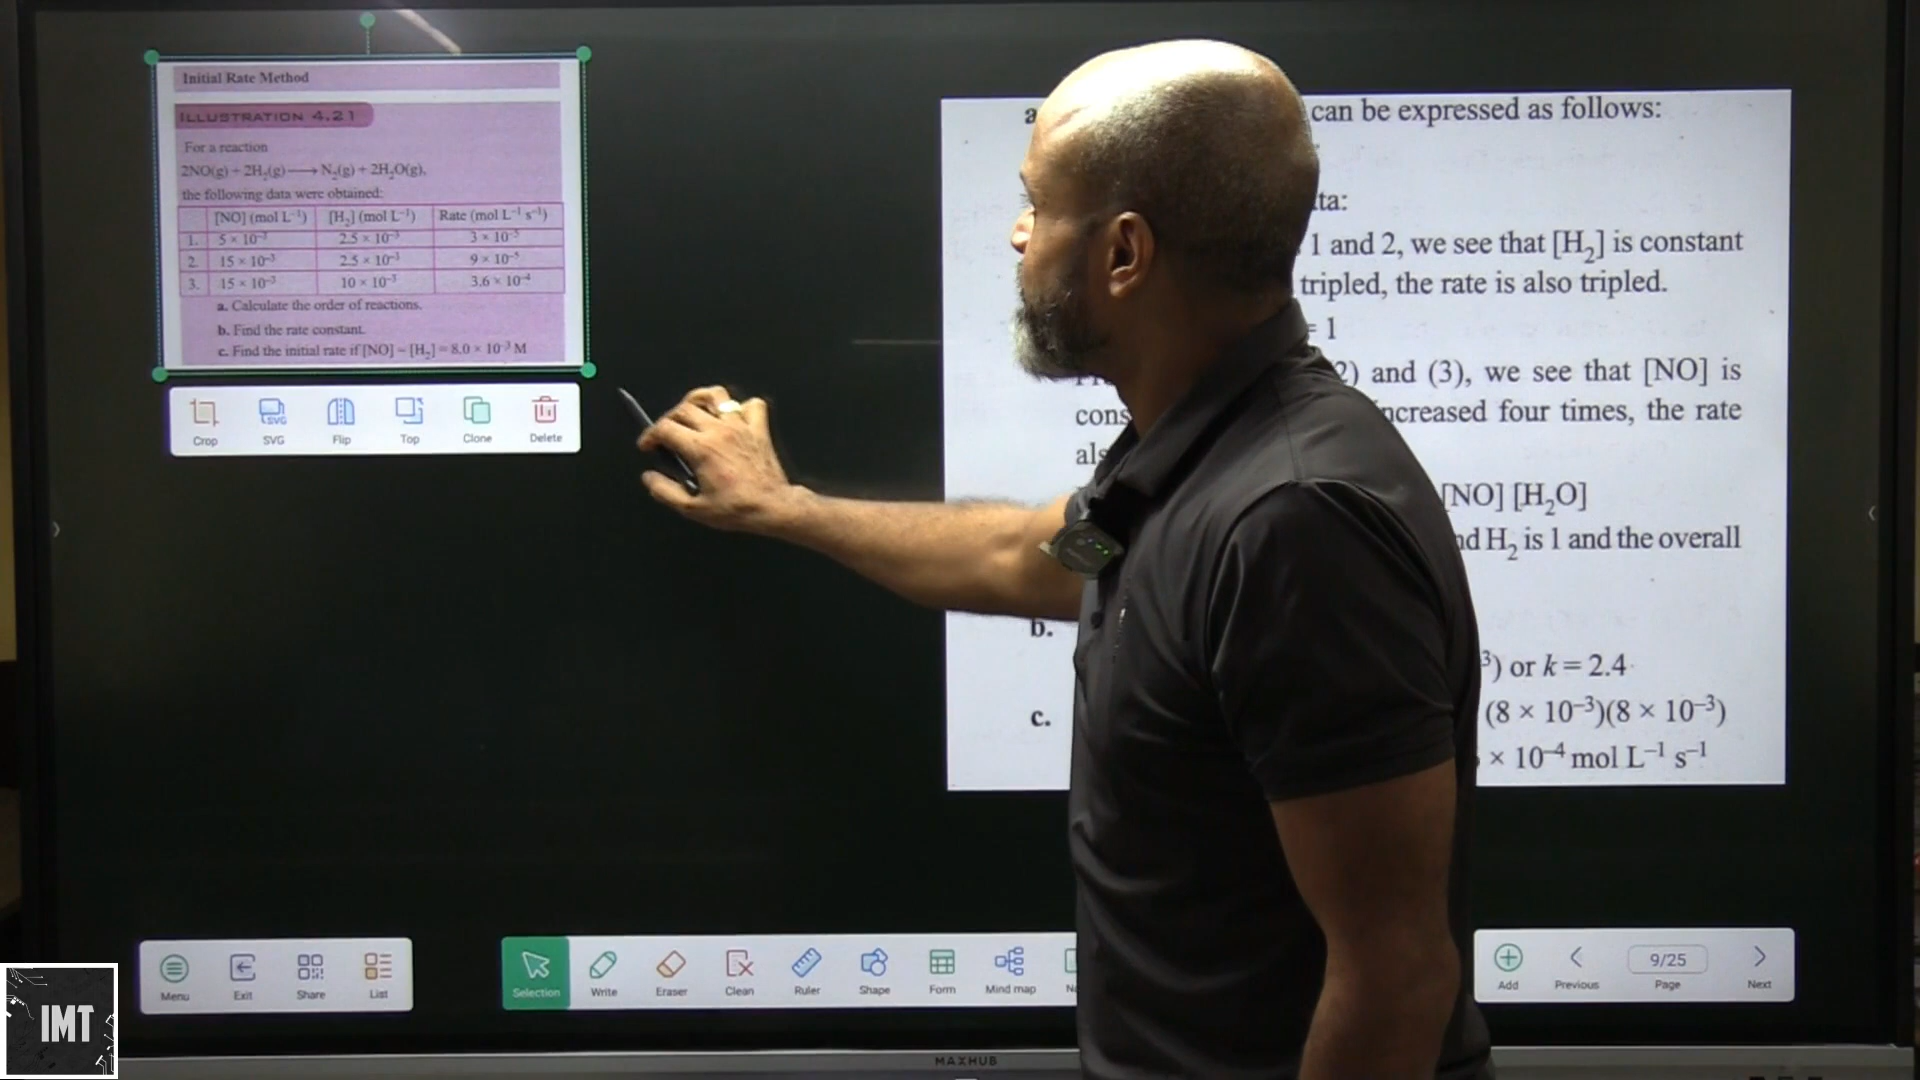 Initial Rate Method
ILLUSTRATION 4.21
For a reaction
2NO(g) + 2H₂(g) ⟶ N₂(g) + 2H₂O(g),
the following data were obtained:
[NO] (mol L⁻¹) [H₂] (mol L⁻¹) Rate (mol L⁻¹ s⁻¹)
1. 5 × 10⁻³ 2.5 × 10⁻³ 3 × 10⁻⁵
2. 15 × 10⁻³ 2.5 × 10⁻³ 9 × 10⁻⁵
3. 15 × 10⁻³ 10 × 10⁻³ 3.6 × 10⁻⁴
a. Calculate the order of reactions.
b. Find the rate constant.
c. Find the initial rate if [NO] = [H₂] = 8.0 × 10⁻³ M
Crop SVG Flip Top Clone Delete
can be expressed as follows:
1 and 2, we see that [H₂] is constant
tripled, the rate is also tripled.
= 1
2) and (3), we see that [NO] is
increased four times, the rate
[NO] [H₂O]
H₂ is 1 and the overall
b.
³) or k = 2.4
c. (8 × 10⁻³)(8 × 10⁻³)
× 10⁻⁴ mol L⁻¹ s⁻¹
Menu Exit Share List
Selection Write Eraser Clean Ruler Shape Form Mind map
Add Previous 9/25 Page Next
MAXHUB
IMT